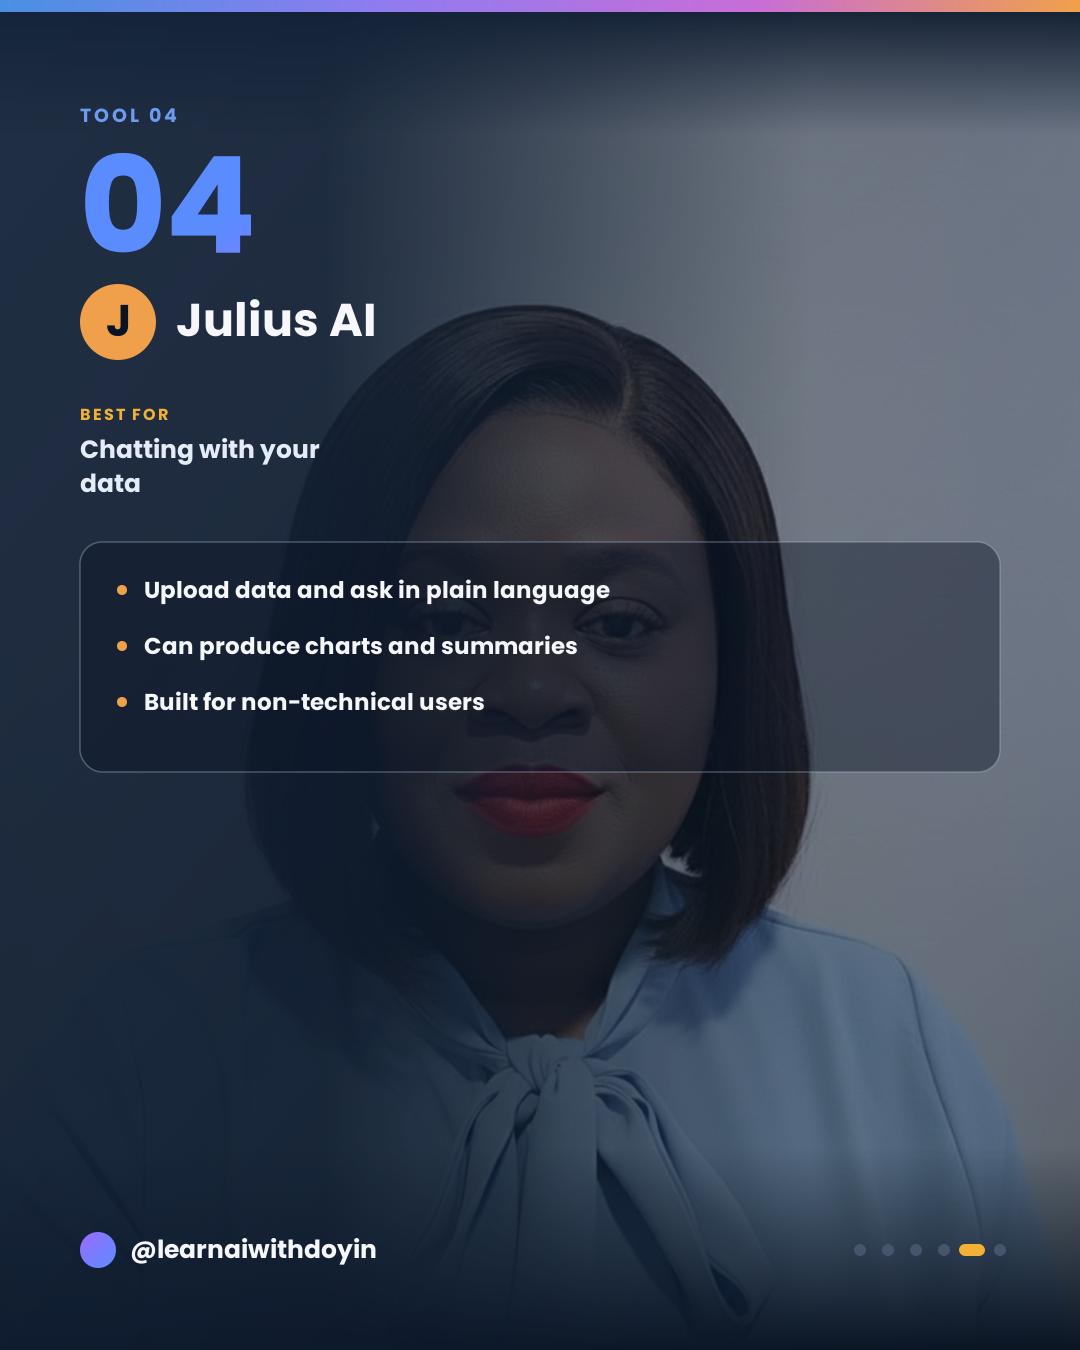 TOOL 04
04
J Julius AI
BEST FOR
Chatting with your
data
Upload data and ask in plain language
Can produce charts and summaries
Built for non-technical users
@learnaiwithdoyin